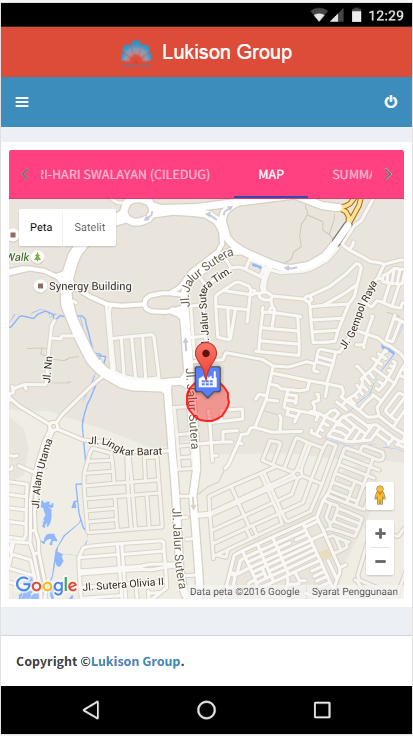 12:29
Lukison Group
RI-HARI SWALAYAN (CILEDUG) MAP SUMMA
Peta Satelit
Walk
Synergy Building
Jl. Jalur Sutera
Jl. Jalur Sutera Tim.
Jl. Gempol Raya
Jl. Nn
Jl. Jalur Sutera
Jl. Lingkar Barat
Jl. Alam Utama
Jl. Jalur Sutera
Jl. Sutera Olivia II
+
−
Google
Data peta ©2016 Google Syarat Penggunaan
Copyright ©Lukison Group.